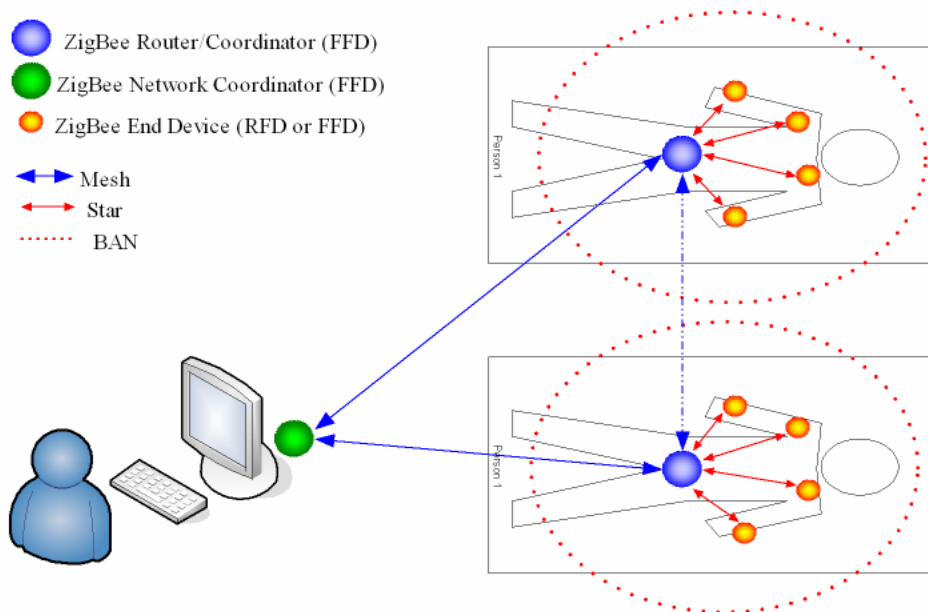 ZigBee Router/Coordinator (FFD)
ZigBee Network Coordinator (FFD)
ZigBee End Device (RFD or FFD)
Mesh
Star
BAN
Person 1
Person 1